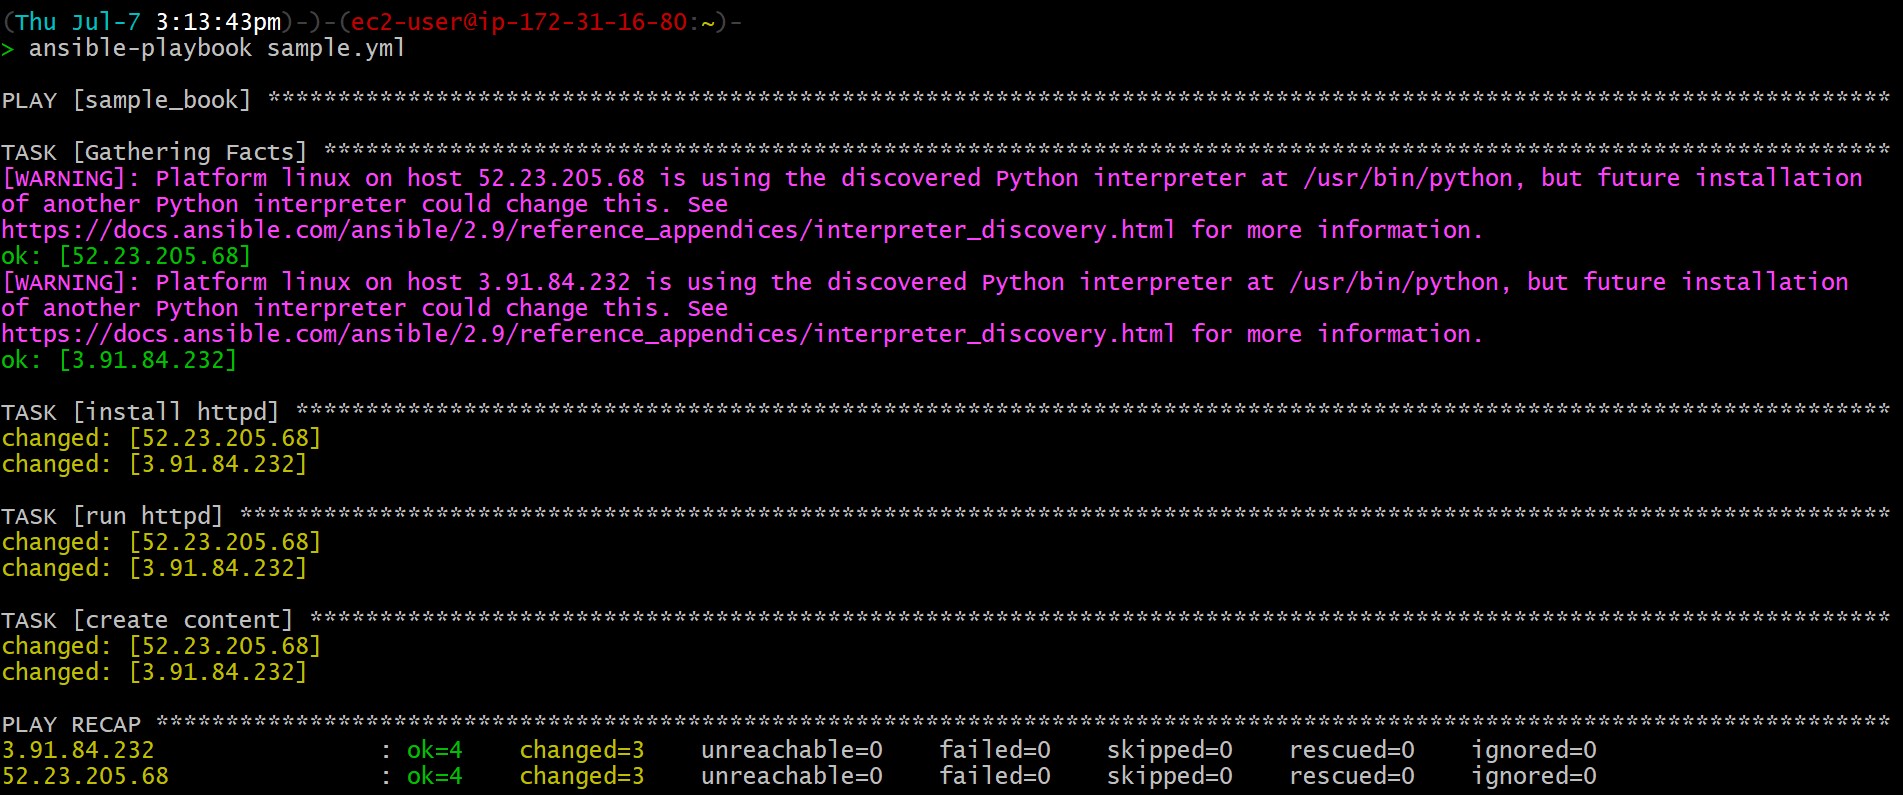 (Thu Jul-7 3:13:43pm)-)-(ec2-user@ip-172-31-16-80:~)-
> ansible-playbook sample.yml
PLAY [sample_book] ********************************************************************************************************************
TASK [Gathering Facts] ****************************************************************************************************************
[WARNING]: Platform linux on host 52.23.205.68 is using the discovered Python interpreter at /usr/bin/python, but future installation
of another Python interpreter could change this. See
https://docs.ansible.com/ansible/2.9/reference_appendices/interpreter_discovery.html for more information.
ok: [52.23.205.68]
[WARNING]: Platform linux on host 3.91.84.232 is using the discovered Python interpreter at /usr/bin/python, but future installation
of another Python interpreter could change this. See
https://docs.ansible.com/ansible/2.9/reference_appendices/interpreter_discovery.html for more information.
ok: [3.91.84.232]
TASK [install httpd] ******************************************************************************************************************
changed: [52.23.205.68]
changed: [3.91.84.232]
TASK [run httpd] **********************************************************************************************************************
changed: [52.23.205.68]
changed: [3.91.84.232]
TASK [create content] *****************************************************************************************************************
changed: [52.23.205.68]
changed: [3.91.84.232]
PLAY RECAP ****************************************************************************************************************************
3.91.84.232                : ok=4    changed=3    unreachable=0    failed=0    skipped=0    rescued=0    ignored=0
52.23.205.68               : ok=4    changed=3    unreachable=0    failed=0    skipped=0    rescued=0    ignored=0